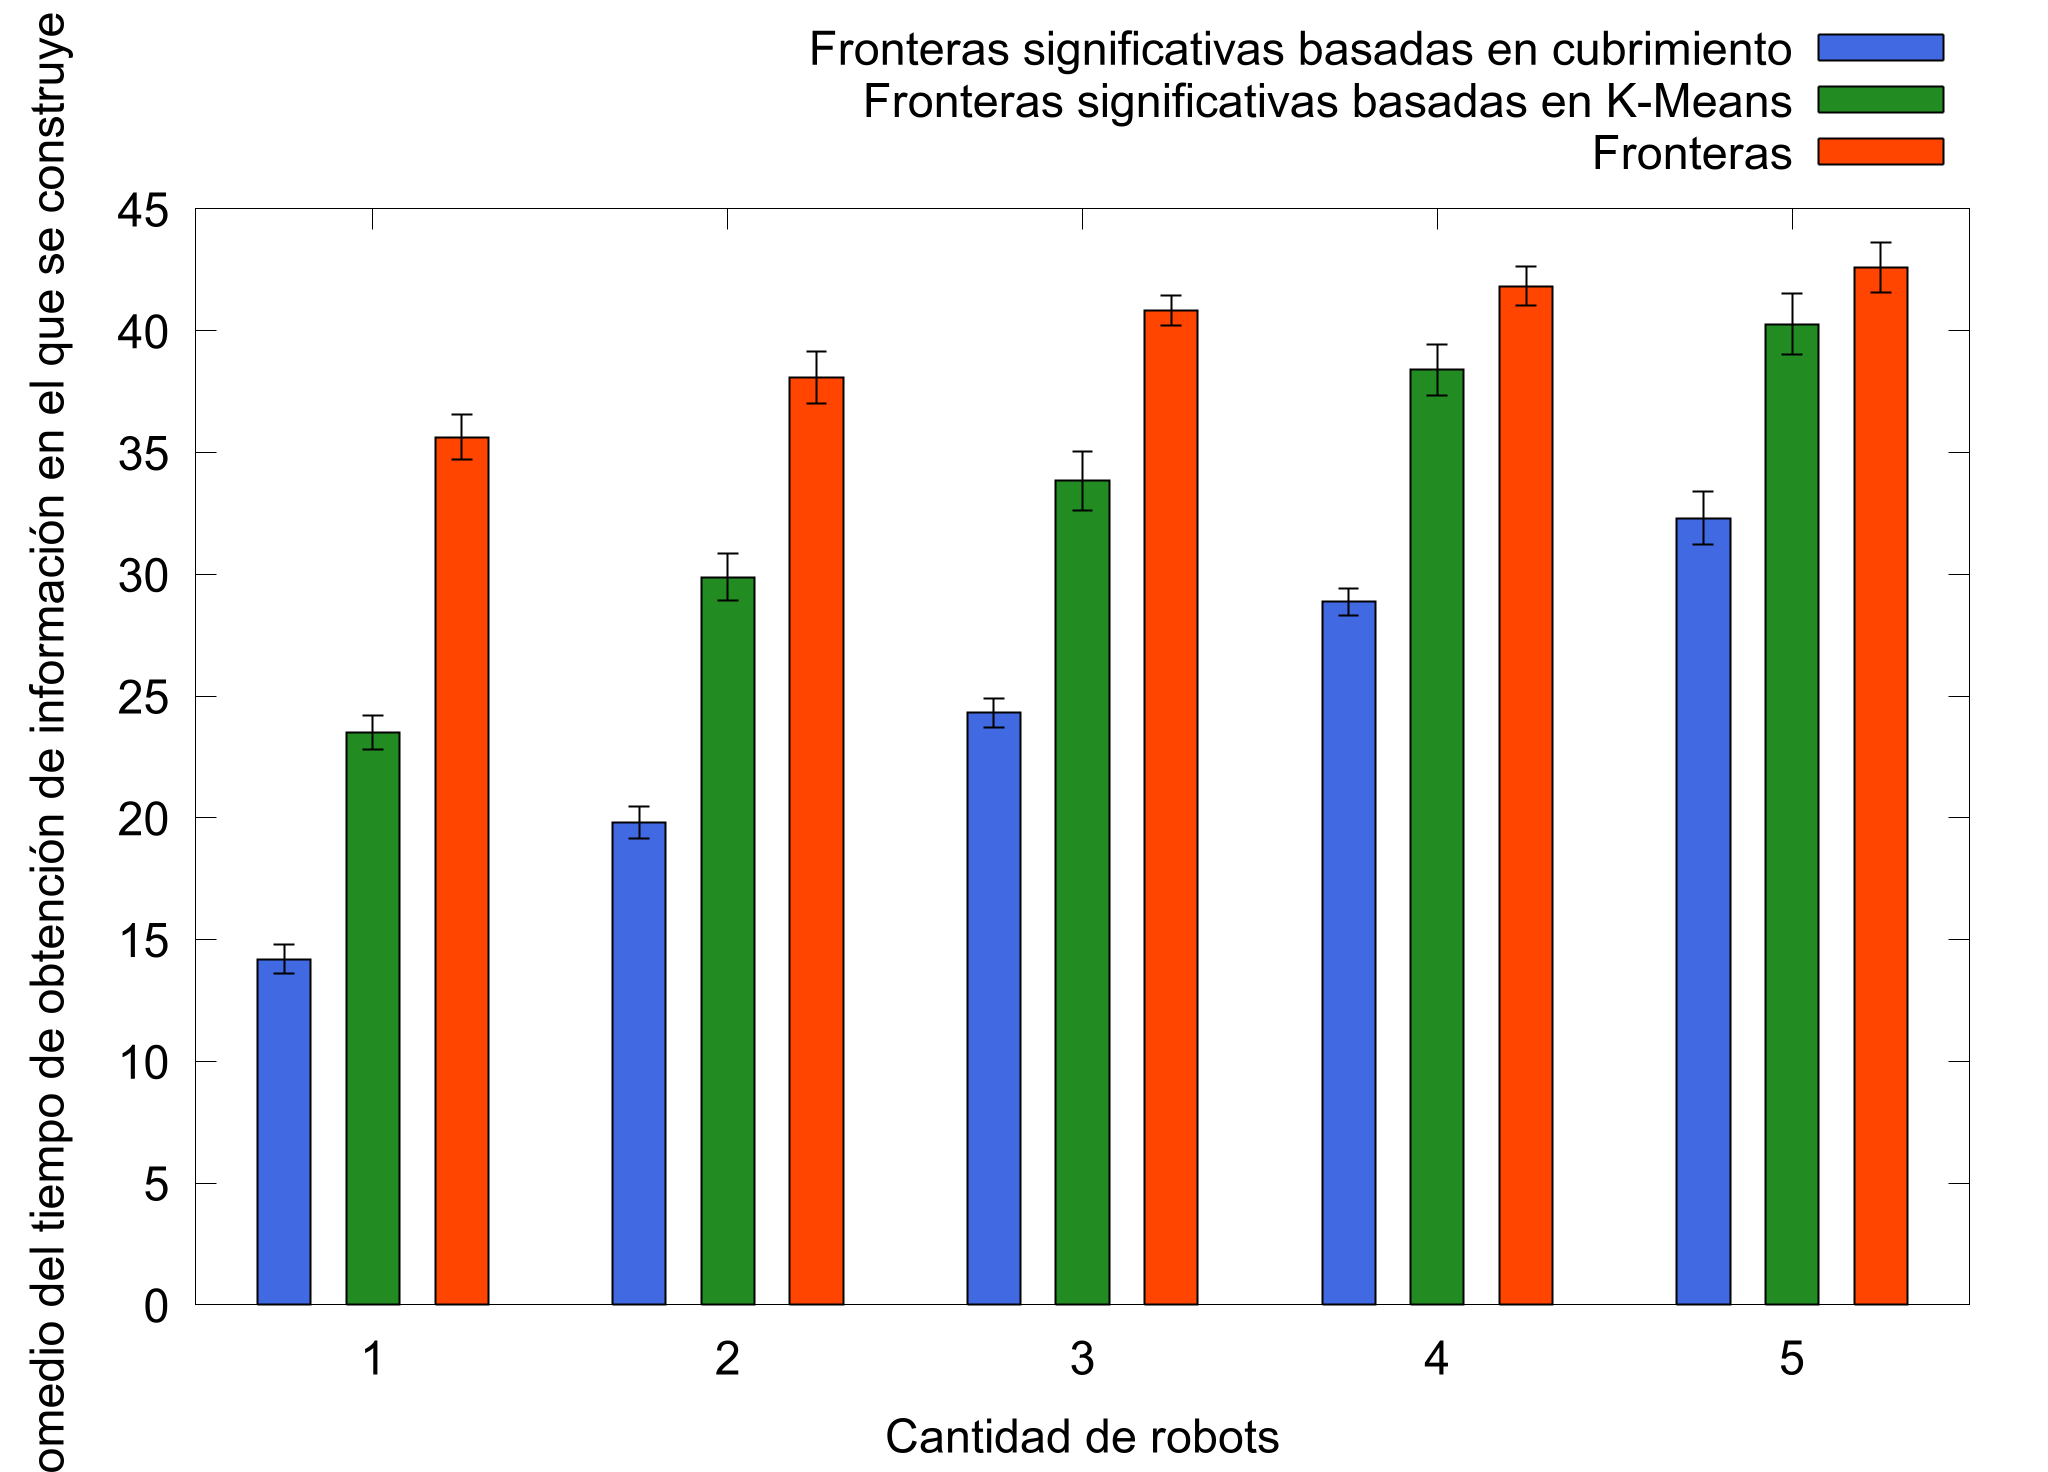 Fronteras significativas basadas en cubrimiento
Fronteras significativas basadas en K-Means
Fronteras
omedio del tiempo de obtención de información en el que se construye
45
40
35
30
25
20
15
10
5
0
1 2 3 4 5
Cantidad de robots